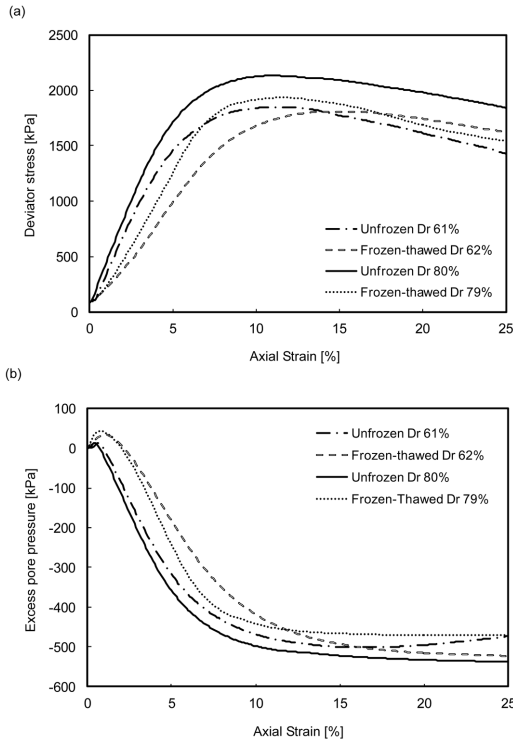 (a)
2500
2000
1500
1000
500
0
Deviator stress [kPa]
Unfrozen Dr 61%
Frozen-thawed Dr 62%
Unfrozen Dr 80%
Frozen-thawed Dr 79%
0 5 10 15 20 25
Axial Strain [%]
(b)
100
0
-100
-200
-300
-400
-500
-600
Excess pore pressure [kPa]
Unfrozen Dr 61%
Frozen-thawed Dr 62%
Unfrozen Dr 80%
Frozen-Thawed Dr 79%
0 5 10 15 20 25
Axial Strain [%]